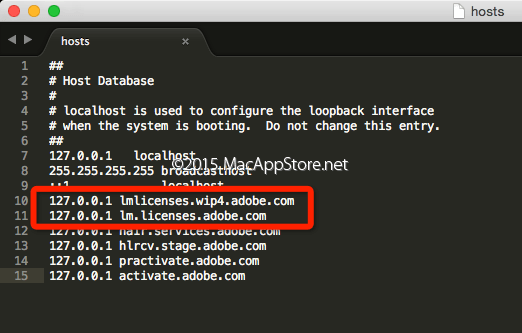 hosts
hosts
1 ##
2 # Host Database
3 #
4 # localhost is used to configure the loopback interface
5 # when the system is booting.  Do not change this entry.
6 ##
7 127.0.0.1   localhost
©2015 MacAppStore.net
8 255.255.255.255 broadcasthost
9 ::1             localhost
10 127.0.0.1 lmlicenses.wip4.adobe.com
11 127.0.0.1 lm.licenses.adobe.com
12 127.0.0.1 na1r.services.adobe.com
13 127.0.0.1 hlrcv.stage.adobe.com
14 127.0.0.1 practivate.adobe.com
15 127.0.0.1 activate.adobe.com